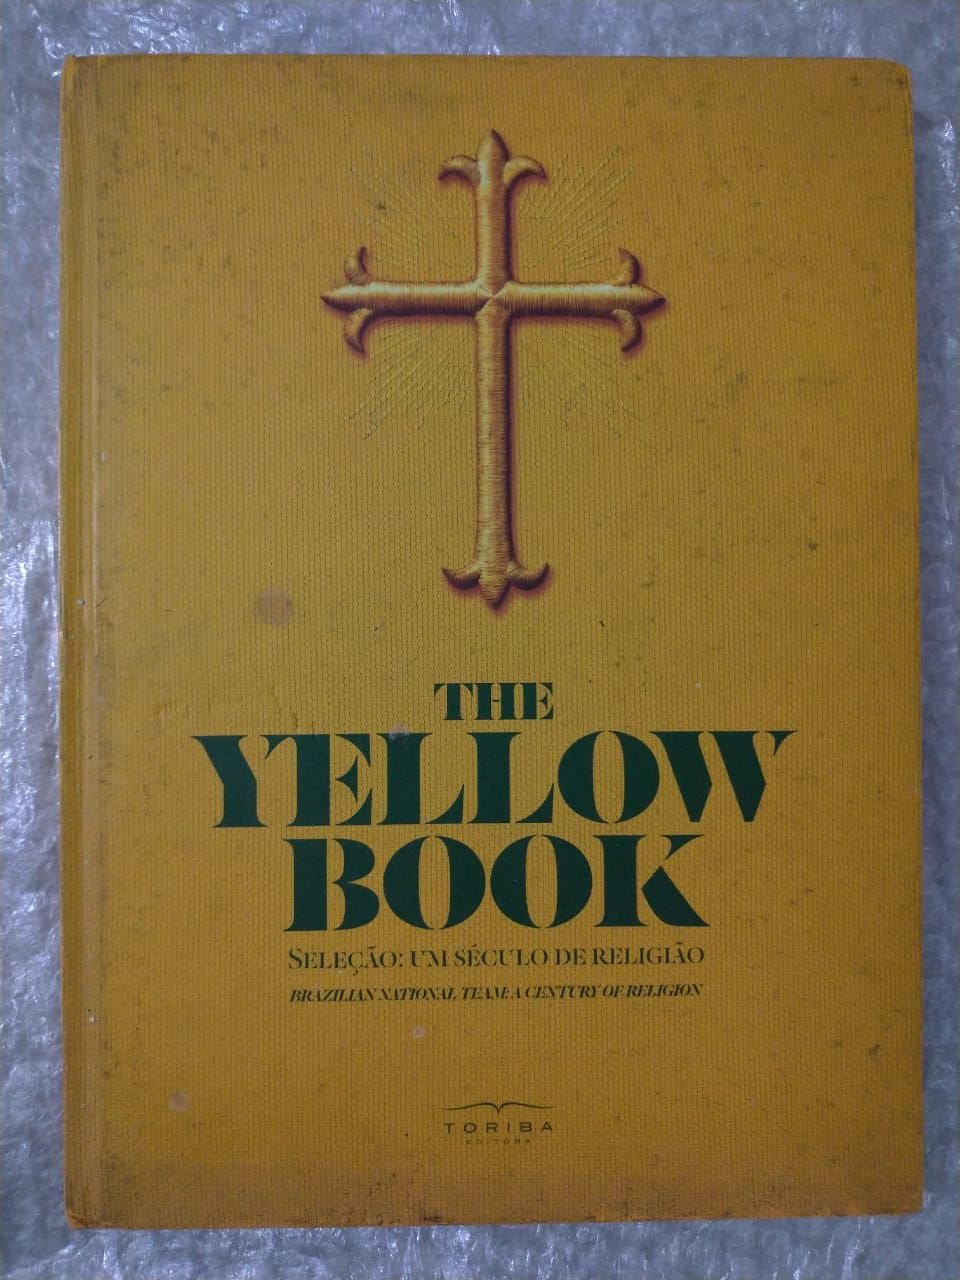 THE
YELLOW
BOOK
SELEÇÃO: UM SÉCULO DE RELIGIÃO
BRAZILIAN NATIONAL TEAM: A CENTURY OF RELIGION
TORIBA
EDITORA